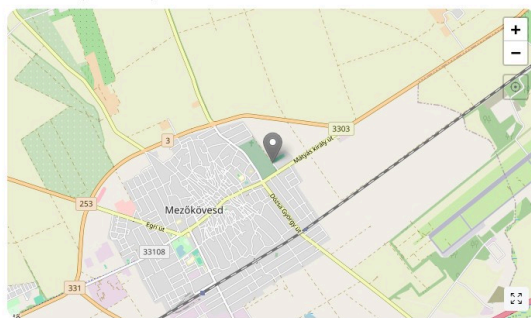 +
−
3303
3
Mátyás király út
253
Mezőkövesd
Dózsa György út
Egri út
33108
331